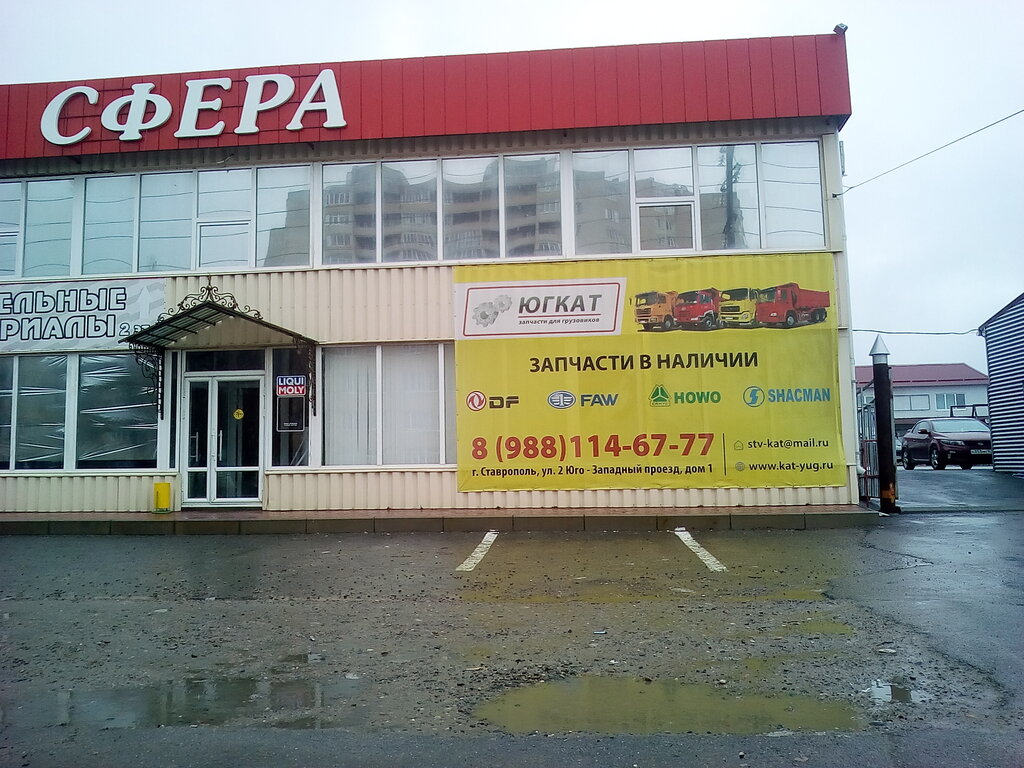 СФЕРА
ЕЛЬНЫЕ
РИАЛЫ 2 э
LIQUI
MOLY
ЮГКАТ
запчасти для грузовиков
ЗАПЧАСТИ В НАЛИЧИИ
DF FAW HOWO SHACMAN
8 (988)114-67-77
г. Ставрополь, ул. 2 Юго - Западный проезд, дом 1
stv-kat@mail.ru
www.kat-yug.ru